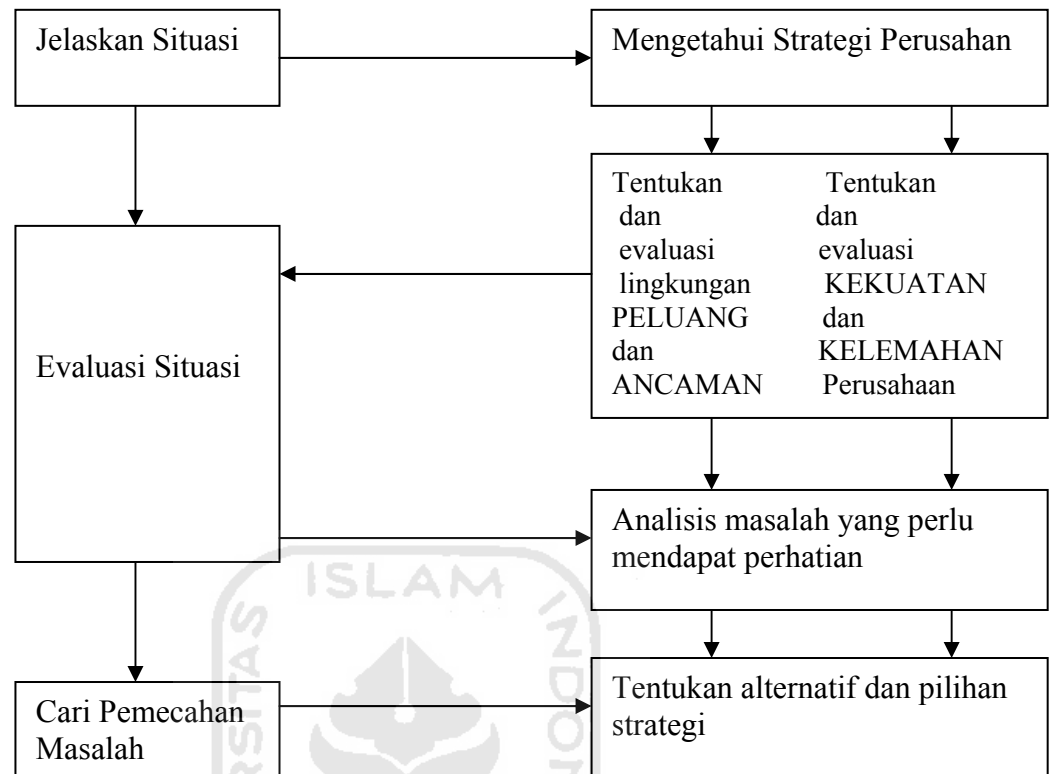 Jelaskan Situasi
Mengetahui Strategi Perusahan
Tentukan
dan
evaluasi
lingkungan
PELUANG
dan
ANCAMAN
Tentukan
dan
evaluasi
KEKUATAN
dan
KELEMAHAN
Perusahaan
Evaluasi Situasi
Analisis masalah yang perlu
mendapat perhatian
Cari Pemecahan
Masalah
Tentukan alternatif dan pilihan
strategi
ISLAM